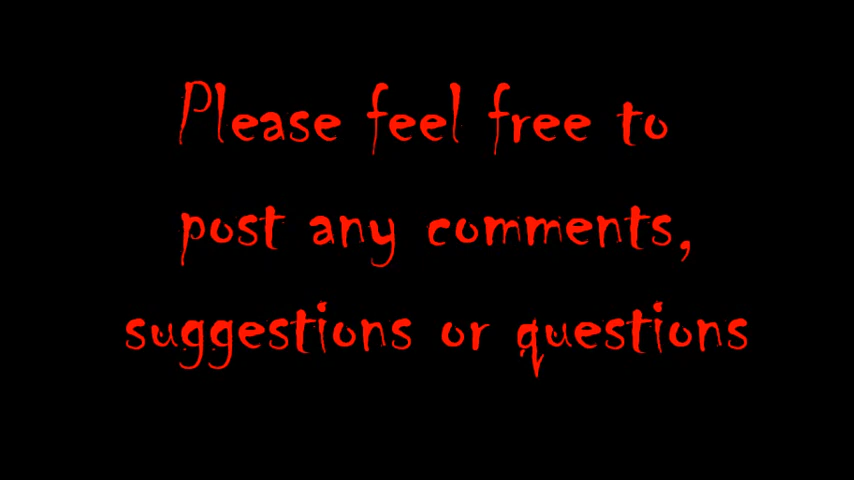 Please feel free to
post any comments,
suggestions or questions